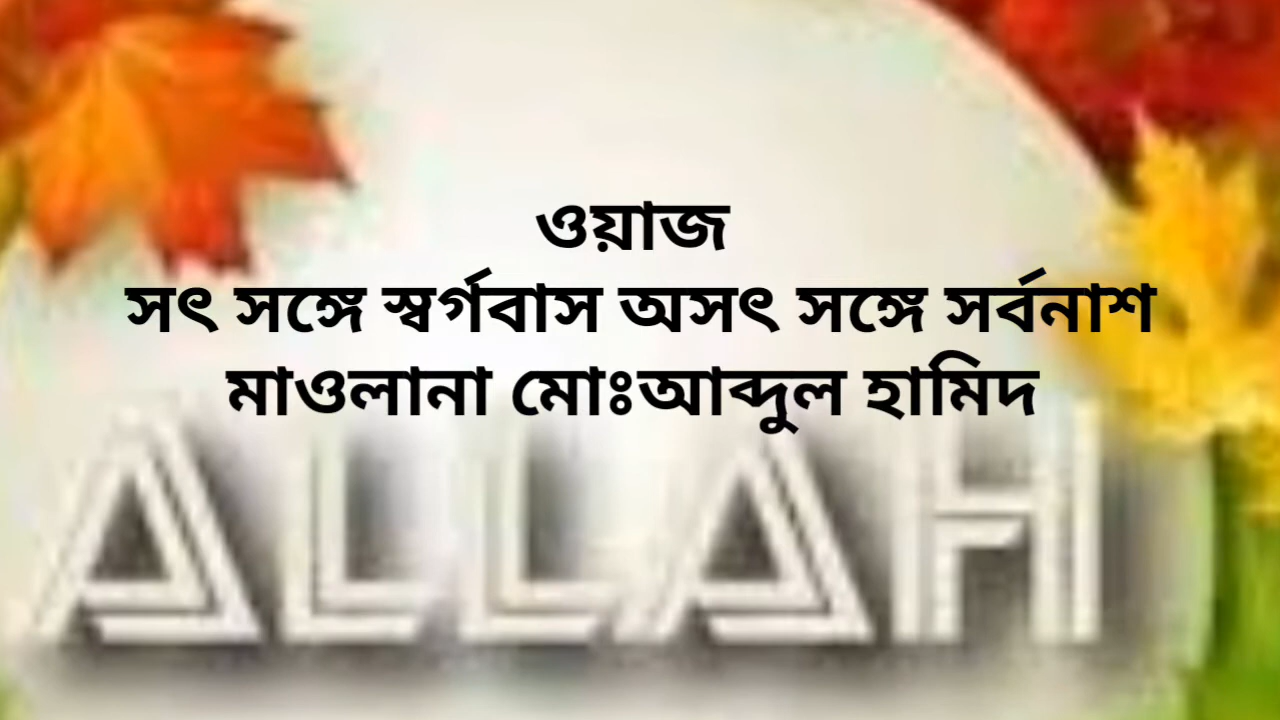 ওয়াজ
সৎ সঙ্গে স্বর্গবাস অসৎ সঙ্গে সর্বনাশ
মাওলানা মোঃআব্দুল হামিদ
ALLAH